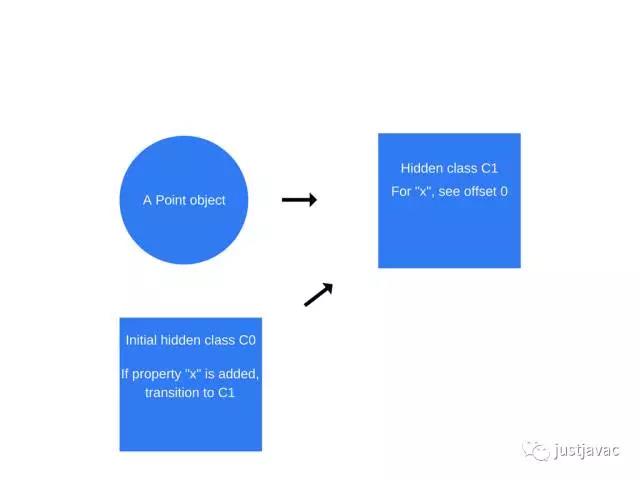 A Point object
Hidden class C1
For "x", see offset 0
Initial hidden class C0
If property "x" is added,
transition to C1
justjavac